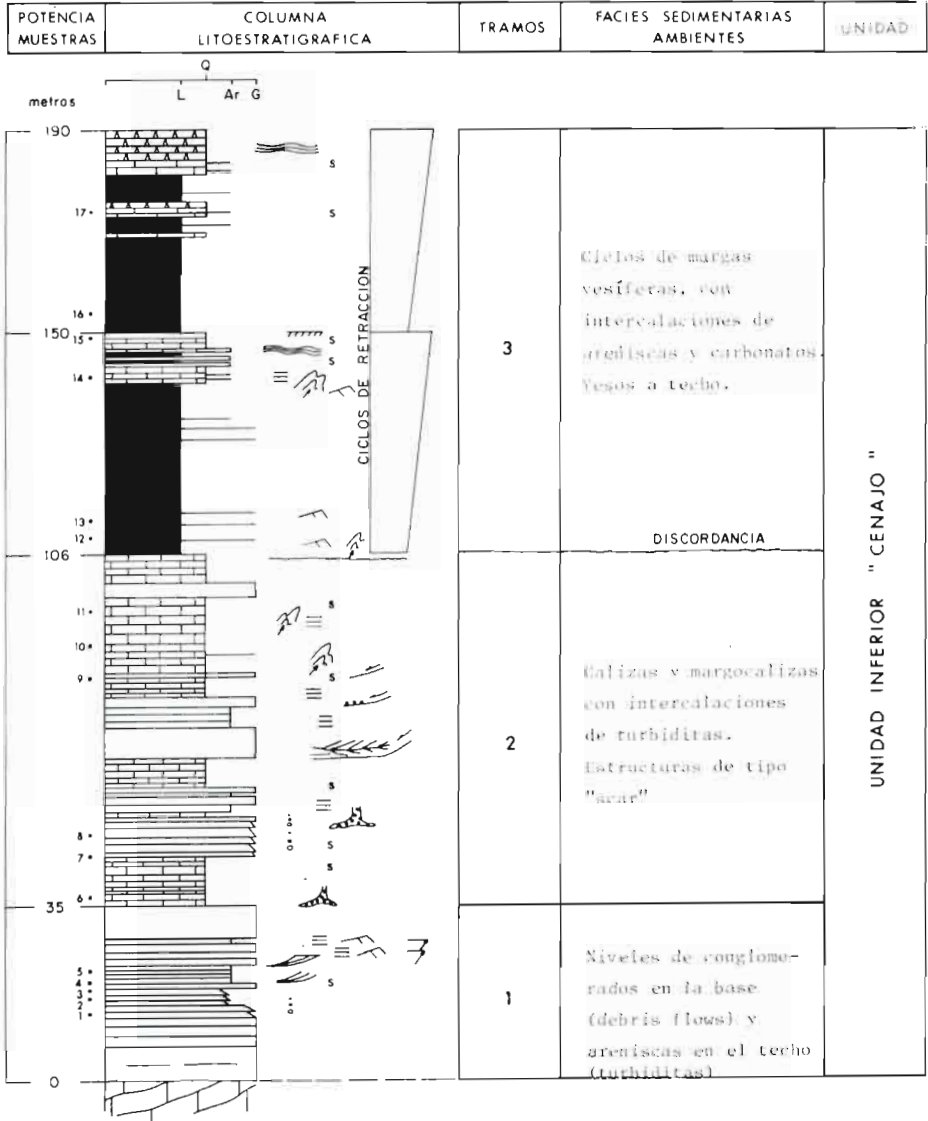 POTENCIA
MUESTRAS
COLUMNA
LITOESTRATIGRAFICA
TRAMOS
FACIES SEDIMENTARIAS
AMBIENTES
UNIDAD
Q
L Ar G
metros
190
S
17
S
16
150
15
S
S
14
13
12
106
CICLOS DE RETRACCION
3
Ciclos de margas
yesíferas, con
intercalaciones de
areniscas y carbonatos.
Yesos a techo.
DISCORDANCIA
S
11
10
9
S
S
8
S
7
S
6
35
2
Calizas y margocalizas
con intercalaciones
de turbiditas.
Estructuras de tipo
"scar"
5
4
S
3
2
1
0
1
Niveles de conglome-
rados en la base
(debris flows) y
areniscas en el techo
(turbiditas)
UNIDAD INFERIOR "CENAJO"